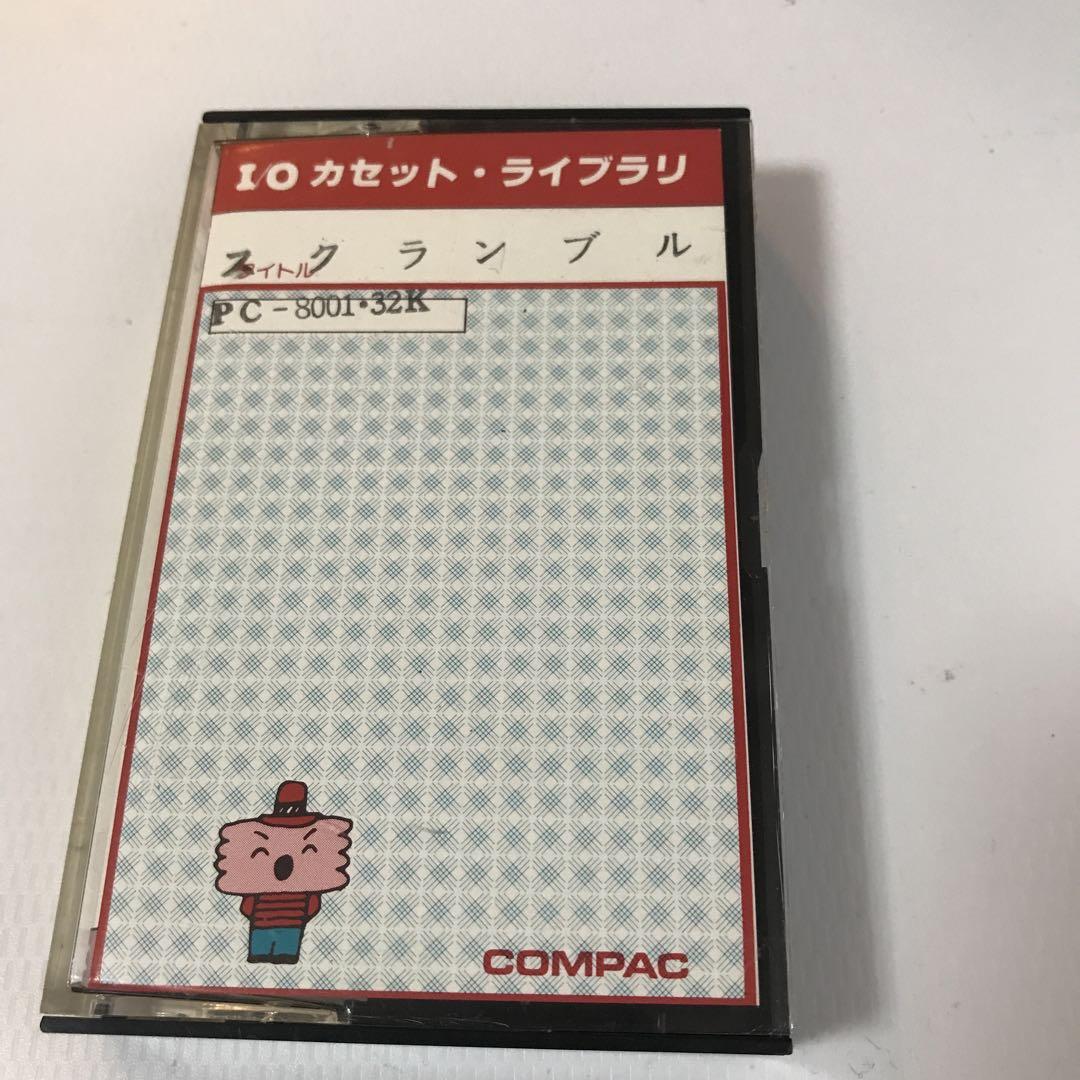 I/O カセット・ライブラリ
タイトル
スクランブル
PC-8001・32K
COMPAC